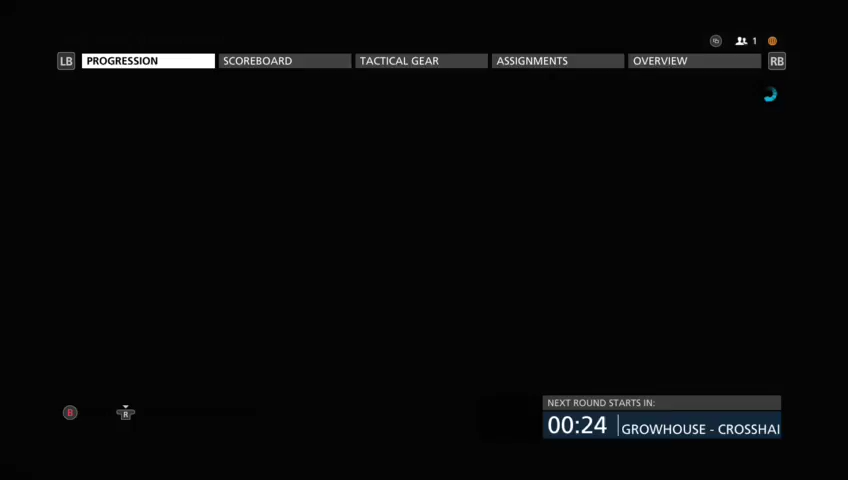 1
LB PROGRESSION SCOREBOARD TACTICAL GEAR ASSIGNMENTS OVERVIEW RB
B R
NEXT ROUND STARTS IN:
00:24 GROWHOUSE - CROSSHAI